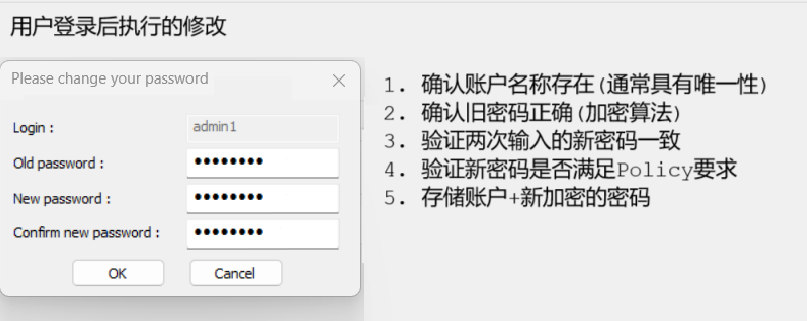 用户登录后执行的修改
Please change your password
Login :
admin1
Old password :
••••••••
New password :
••••••••
Confirm new password :
••••••••
OK
Cancel
1. 确认账户名称存在(通常具有唯一性)
2. 确认旧密码正确(加密算法)
3. 验证两次输入的新密码一致
4. 验证新密码是否满足Policy要求
5. 存储账户+新加密的密码